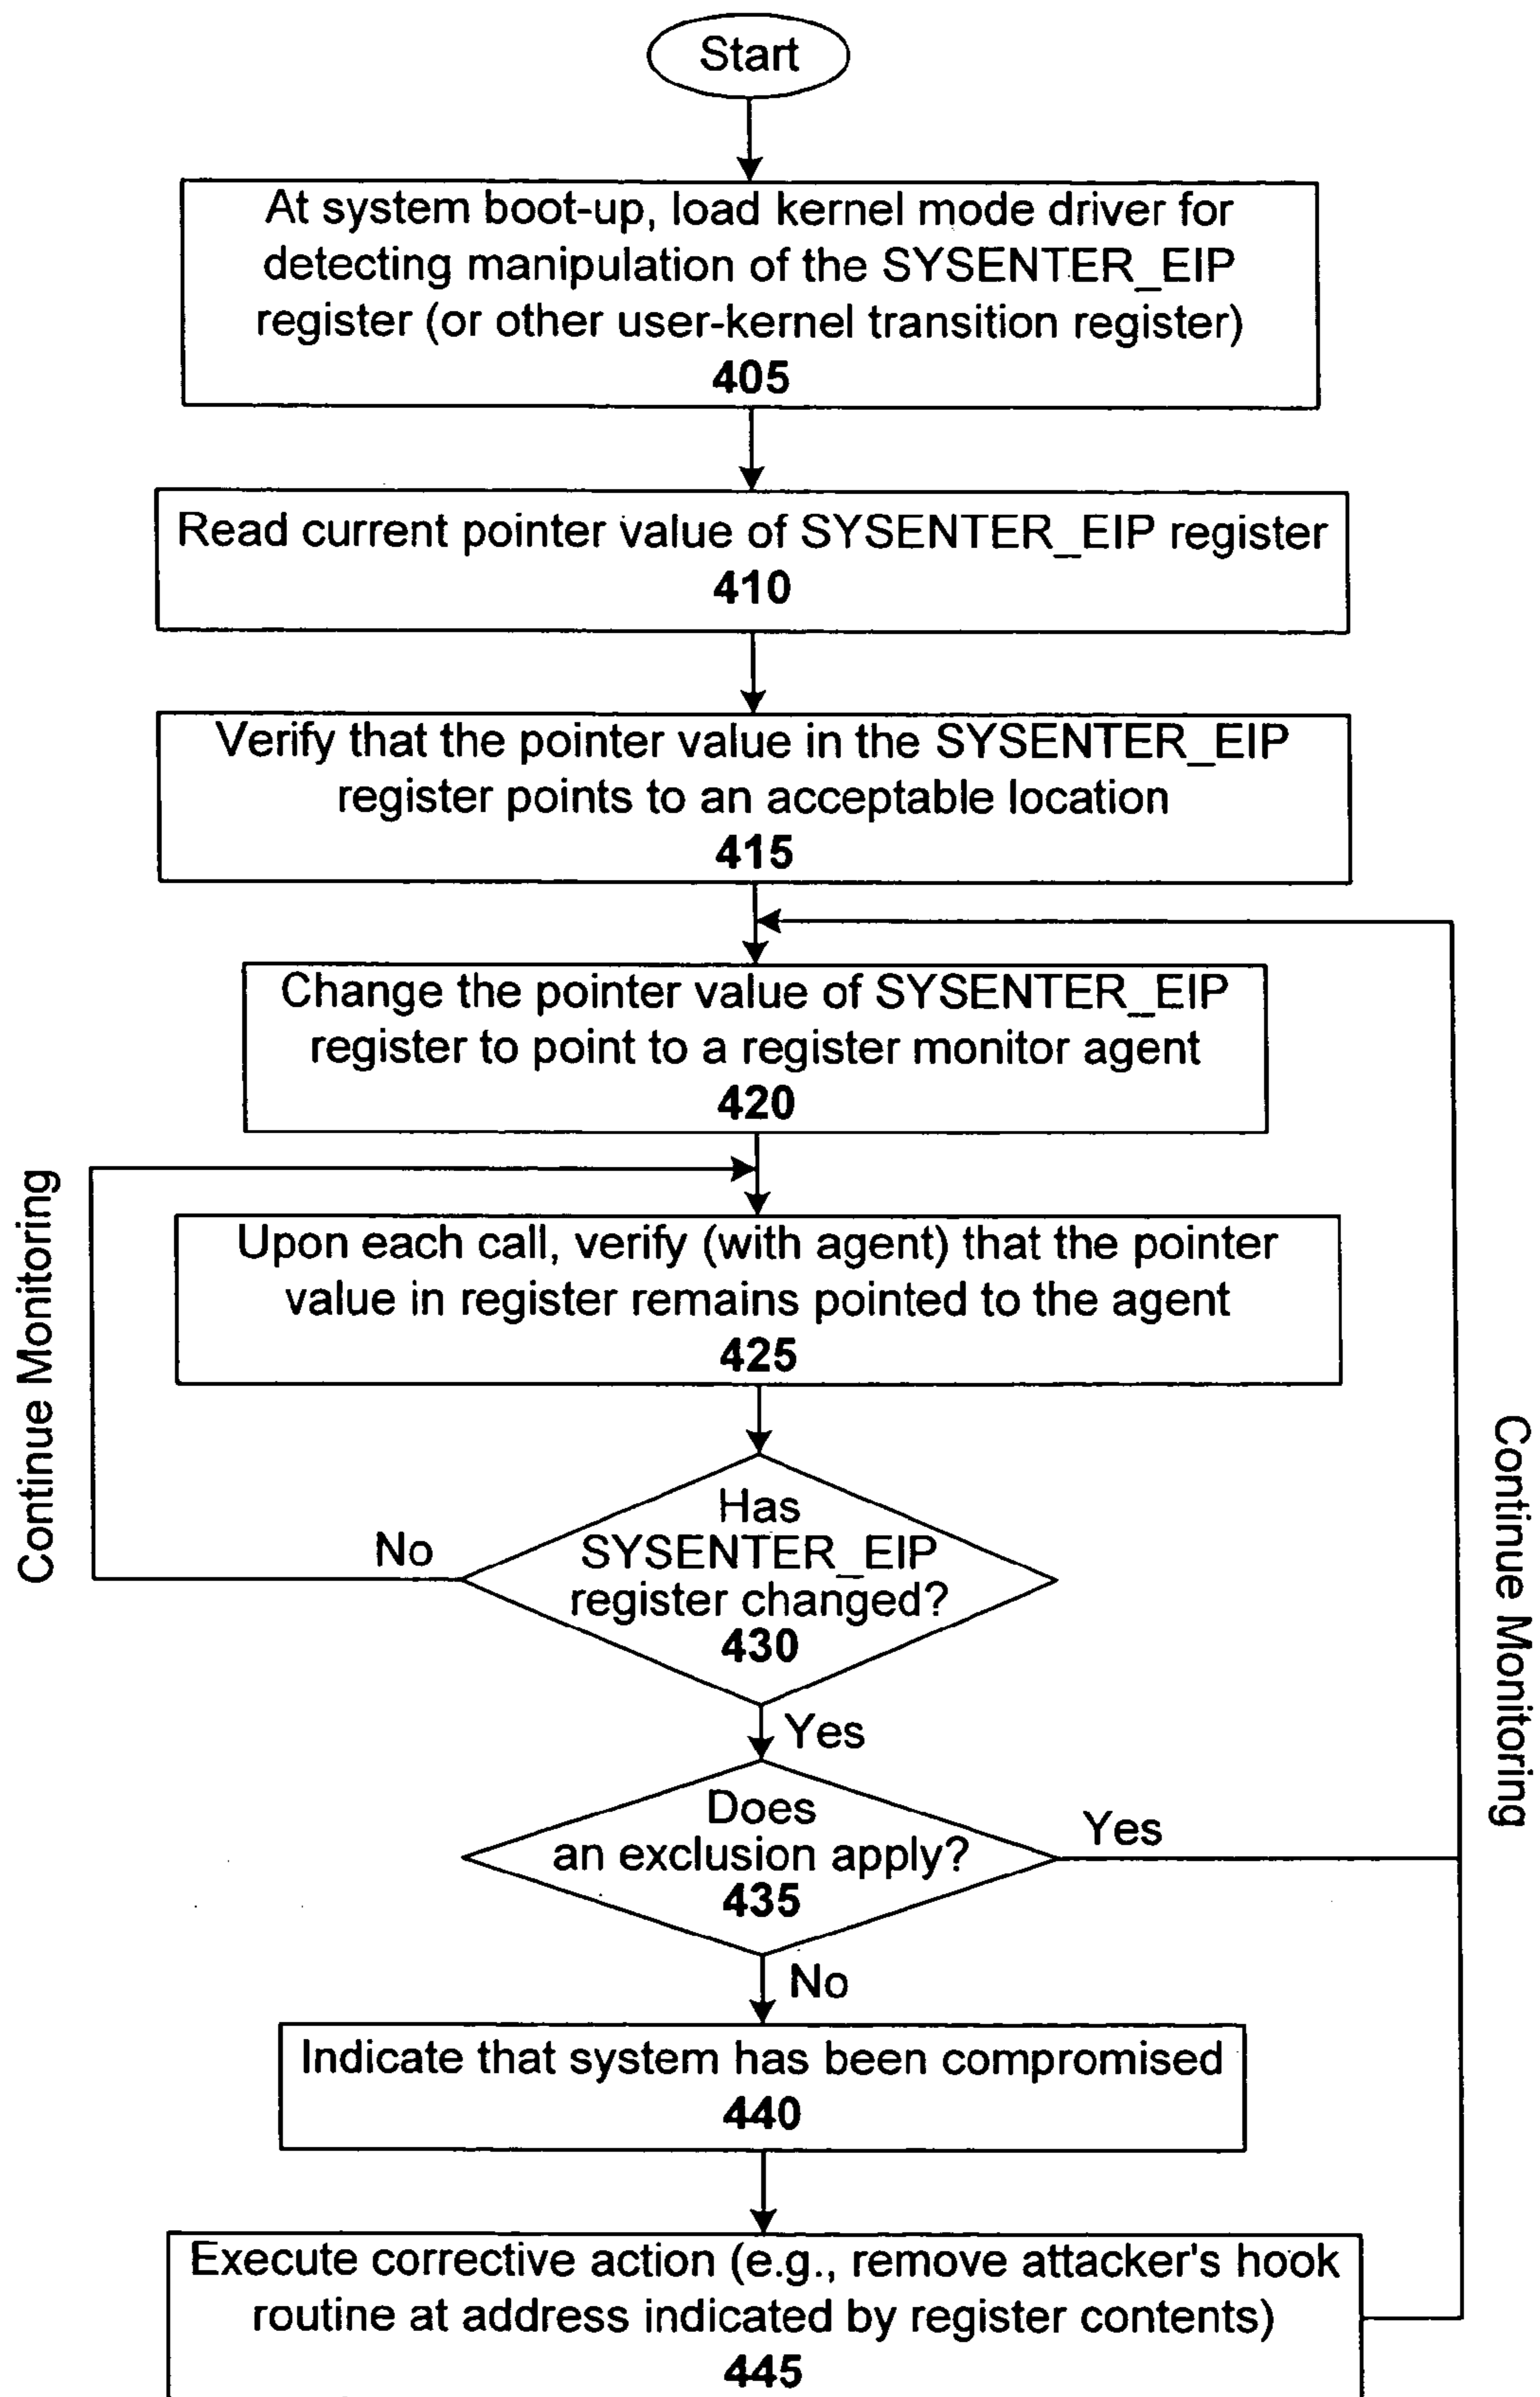 Start
At system boot-up, load kernel mode driver for
detecting manipulation of the SYSENTER_EIP
register (or other user-kernel transition register)
405
Read current pointer value of SYSENTER_EIP register
410
Verify that the pointer value in the SYSENTER_EIP
register points to an acceptable location
415
Change the pointer value of SYSENTER_EIP
register to point to a register monitor agent
420
Continue Monitoring
Upon each call, verify (with agent) that the pointer
value in register remains pointed to the agent
425
Has
SYSENTER_EIP
register changed?
430
No
Yes
Continue Monitoring
Does
an exclusion apply?
435
Yes
No
Indicate that system has been compromised
440
Execute corrective action (e.g., remove attacker's hook
routine at address indicated by register contents)
445